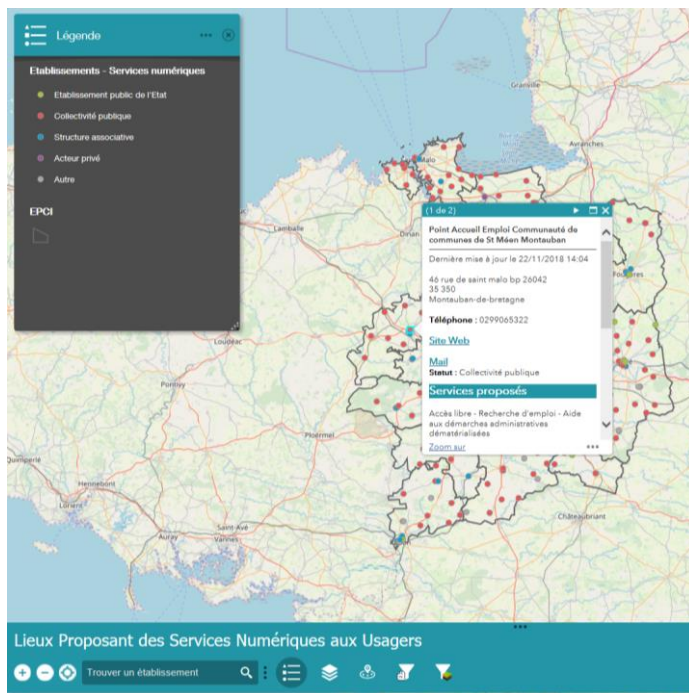 Légende
Etablissements - Services numériques
Etablissement public de l'Etat
Collectivité publique
Structure associative
Acteur privé
Autre
EPCI
Granville
Avranches
Malo
Dinan
Lamballe
Loudéac
Pontivy
Ploërmel
Quimperlé
Hennebont
Lorient
Auray
Saint-Avé
Vannes
Châteaubriant
(1 de 2)
Point Accueil Emploi Communauté de
communes de St Méen Montauban
Dernière mise à jour le 22/11/2018 14:04
46 rue de saint malo bp 26042
35 350
Montauban-de-bretagne
Téléphone : 0299065322
Site Web
Mail
Statut : Collectivité publique
Services proposés
Accès libre - Recherche d'emploi - Aide
aux démarches administratives
dématérialisées
Zoom sur
Lieux Proposant des Services Numériques aux Usagers
Trouver un établissement